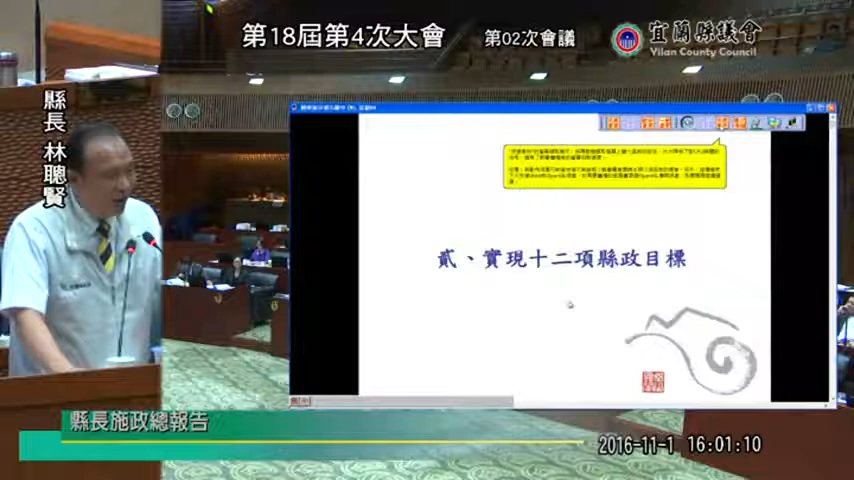 第18屆第4次大會
第02次會議
宜蘭縣議會
Yilan County Council
縣長 林聰賢
貳、實現十二項縣政目標
縣長施政總報告
2016-11-1 16:01:10